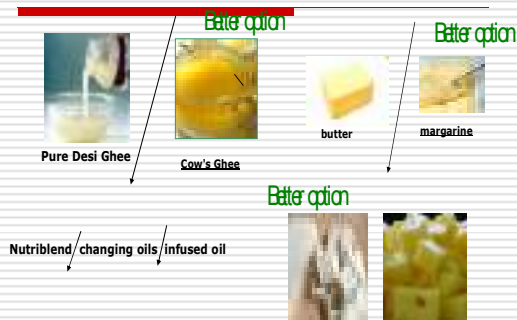 Better option
Better option
butter
margarine
Pure Desi Ghee
Cow's Ghee
Better option
Nutriblend changing oils infused oil